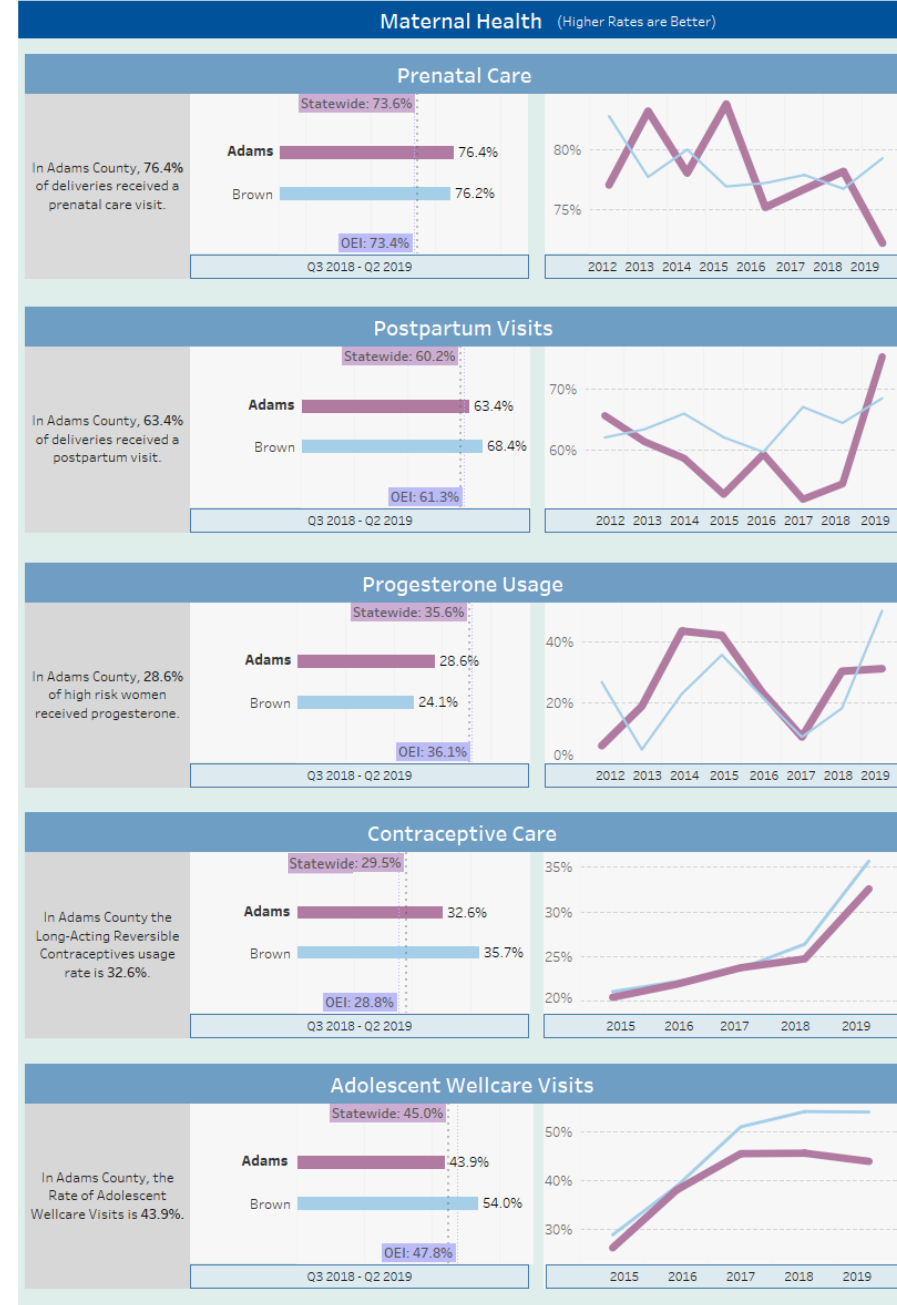 Maternal Health (Higher Rates are Better)
Prenatal Care
In Adams County, 76.4%
of deliveries received a
prenatal care visit.
Statewide: 73.6%
Adams 76.4%
Brown 76.2%
OEI: 73.4%
Q3 2018 - Q2 2019
80%
75%
2012 2013 2014 2015 2016 2017 2018 2019
Postpartum Visits
In Adams County, 63.4%
of deliveries received a
postpartum visit.
Statewide: 60.2%
Adams 63.4%
Brown 68.4%
OEI: 61.3%
Q3 2018 - Q2 2019
70%
60%
2012 2013 2014 2015 2016 2017 2018 2019
Progesterone Usage
In Adams County, 28.6%
of high risk women
received progesterone.
Statewide: 35.6%
Adams 28.6%
Brown 24.1%
OEI: 36.1%
Q3 2018 - Q2 2019
40%
20%
0%
2012 2013 2014 2015 2016 2017 2018 2019
Contraceptive Care
In Adams County the
Long-Acting Reversible
Contraceptives usage
rate is 32.6%.
Statewide: 29.5%
Adams 32.6%
Brown 35.7%
OEI: 28.8%
Q3 2018 - Q2 2019
35%
30%
25%
20%
2015 2016 2017 2018 2019
Adolescent Wellcare Visits
In Adams County, the
Rate of Adolescent
Wellcare Visits is 43.9%.
Statewide: 45.0%
Adams 43.9%
Brown 54.0%
OEI: 47.8%
Q3 2018 - Q2 2019
50%
40%
30%
2015 2016 2017 2018 2019